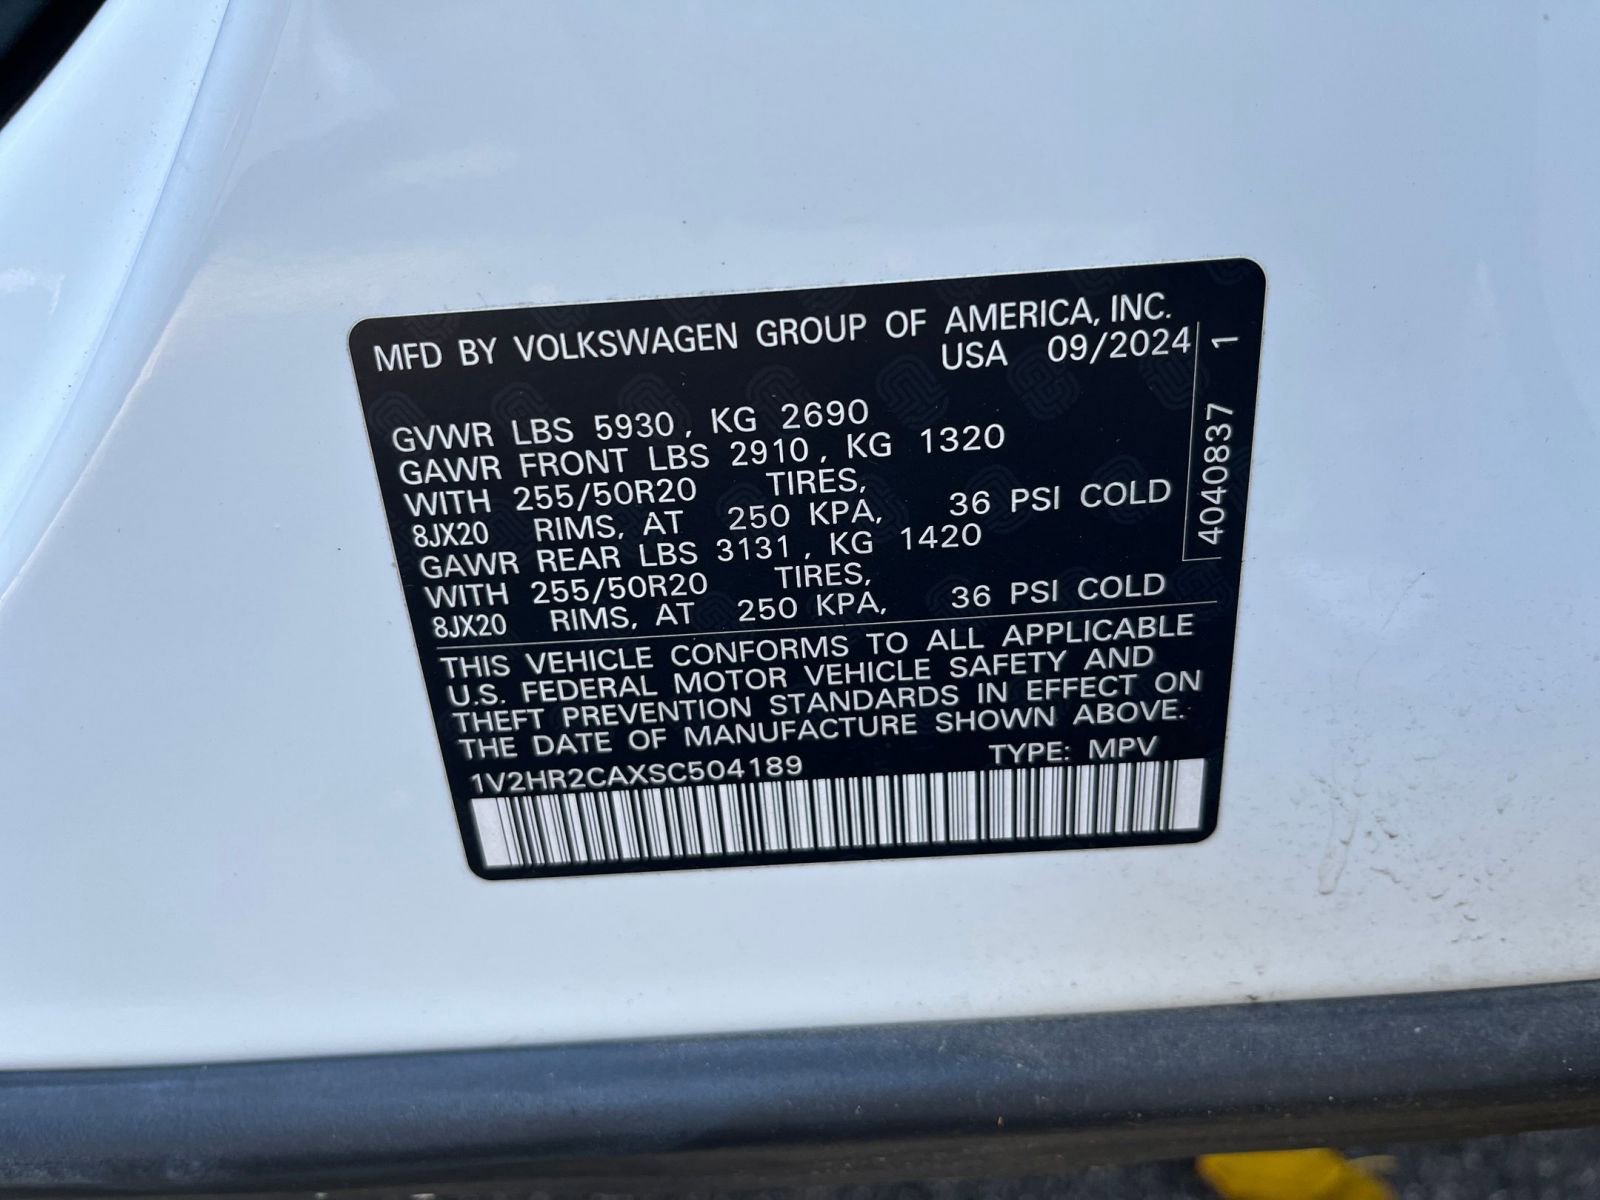 MFD BY VOLKSWAGEN GROUP OF AMERICA, INC.
USA 09/2024
GVWR LBS 5930, KG 2690
GAWR FRONT LBS 2910, KG 1320
WITH 255/50R20 TIRES,
8JX20 RIMS, AT 250 KPA, 36 PSI COLD
GAWR REAR LBS 3131, KG 1420
WITH 255/50R20 TIRES,
8JX20 RIMS, AT 250 KPA, 36 PSI COLD
THIS VEHICLE CONFORMS TO ALL APPLICABLE
U.S. FEDERAL MOTOR VEHICLE SAFETY AND
THEFT PREVENTION STANDARDS IN EFFECT ON
THE DATE OF MANUFACTURE SHOWN ABOVE.
1V2HR2CAXSC504189 TYPE: MPV
4040837 1